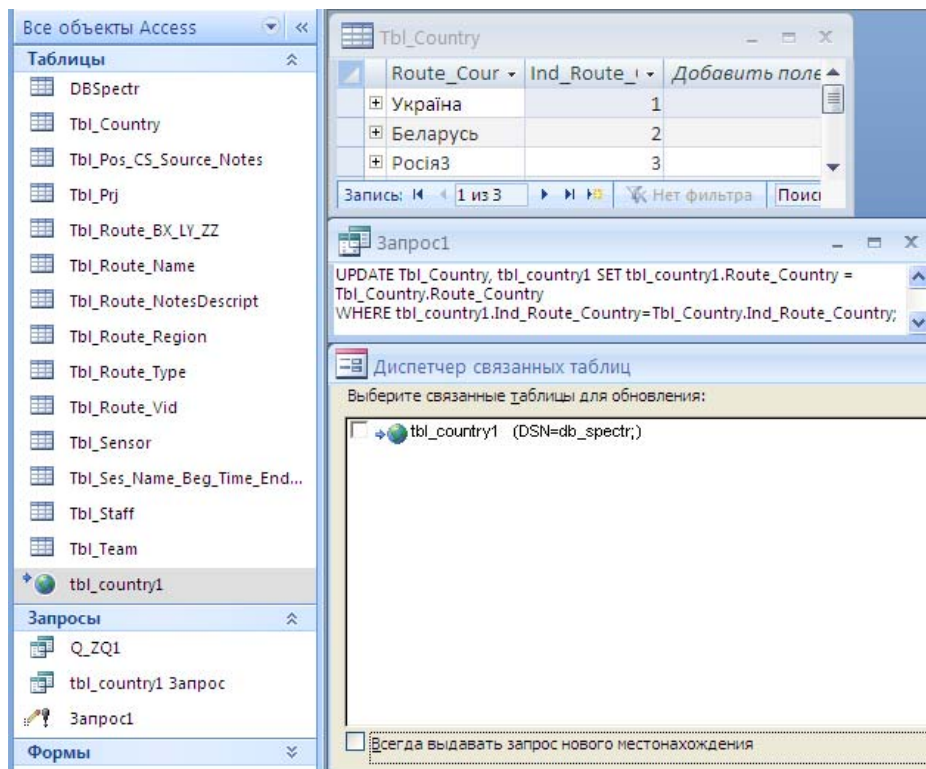 Все объекты Access
Таблицы
DBSpectr
Tbl_Country
Tbl_Pos_CS_Source_Notes
Tbl_Prj
Tbl_Route_BX_LY_ZZ
Tbl_Route_Name
Tbl_Route_NotesDescript
Tbl_Route_Region
Tbl_Route_Type
Tbl_Route_Vid
Tbl_Sensor
Tbl_Ses_Name_Beg_Time_End...
Tbl_Staff
Tbl_Team
tbl_country1
Запросы
Q_ZQ1
tbl_country1 Запрос
Запрос1
Формы
Tbl_Country
Route_Cour Ind_Route_( Добавить поле
Україна 1
Беларусь 2
Росія3 3
Запись: 1 из 3 Нет фильтра Поис
Запрос1
UPDATE Tbl_Country, tbl_country1 SET tbl_country1.Route_Country =
Tbl_Country.Route_Country
WHERE tbl_country1.Ind_Route_Country=Tbl_Country.Ind_Route_Country;
Диспетчер связанных таблиц
Выберите связанные таблицы для обновления:
tbl_country1 (DSN=db_spectr;)
Всегда выдавать запрос нового местонахождения